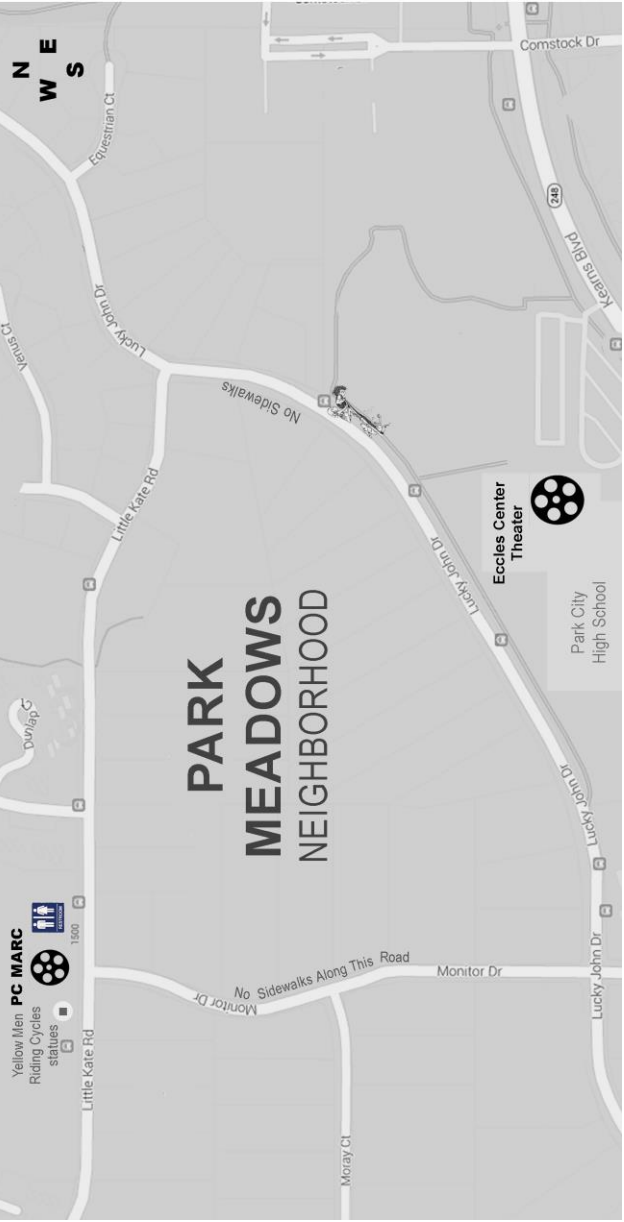 N
W E
S
Equestrian Ct
Comstock Dr
248
Kearns Blvd
Lucky John Dr
Venus Ct
No Sidewalks
Little Kate Rd
Eccles Center
Theater
Lucky John Dr
Park City
High School
PARK
MEADOWS
NEIGHBORHOOD
Dunlap
Lucky John Dr
PC MARC
RESTROOM
1500
Yellow Men
Riding Cycles
statues
No Sidewalks Along This Road
Monitor Dr
Monitor Dr
Lucky John Dr
Little Kate Rd
Moray Ct